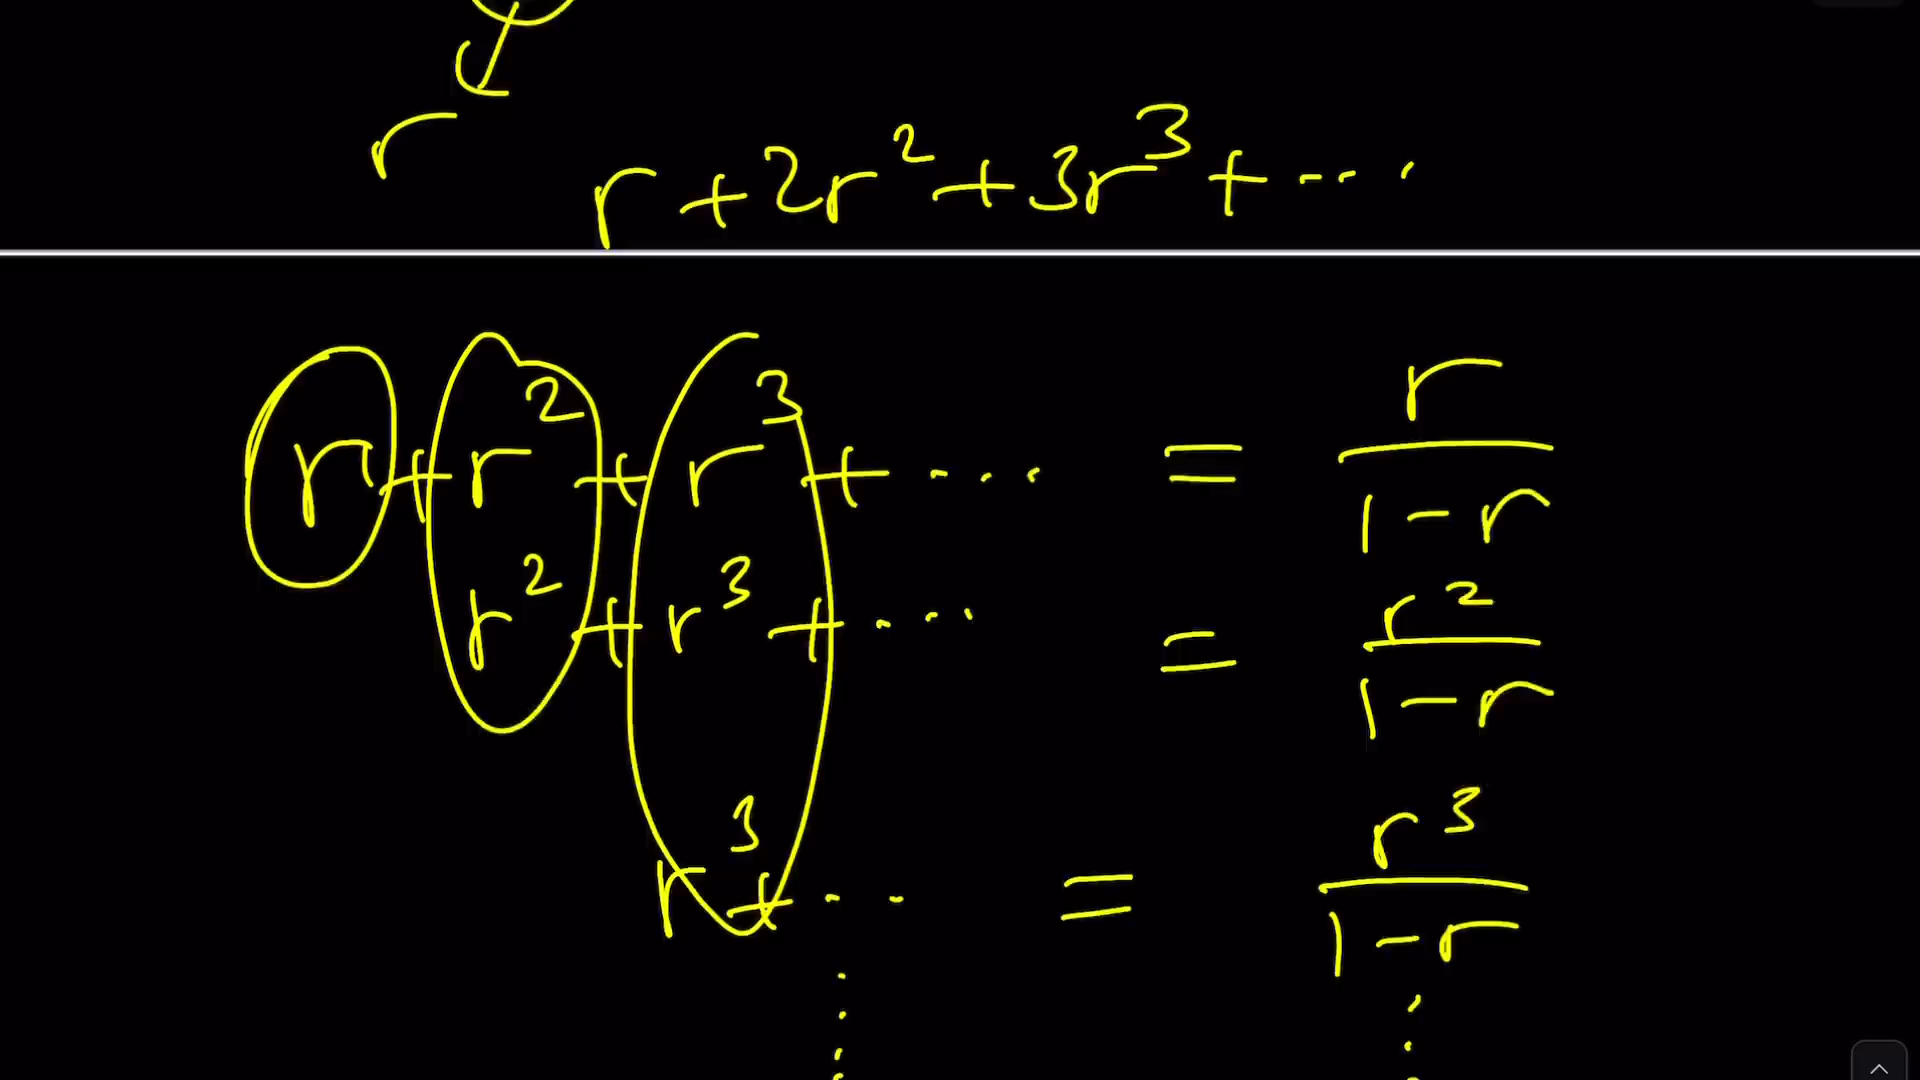 r
r + 2r² + 3r³ + ...
r + r² + r³ + ... = r/(1-r)
r² + r³ + ... = r²/(1-r)
r³ + ... = r³/(1-r)